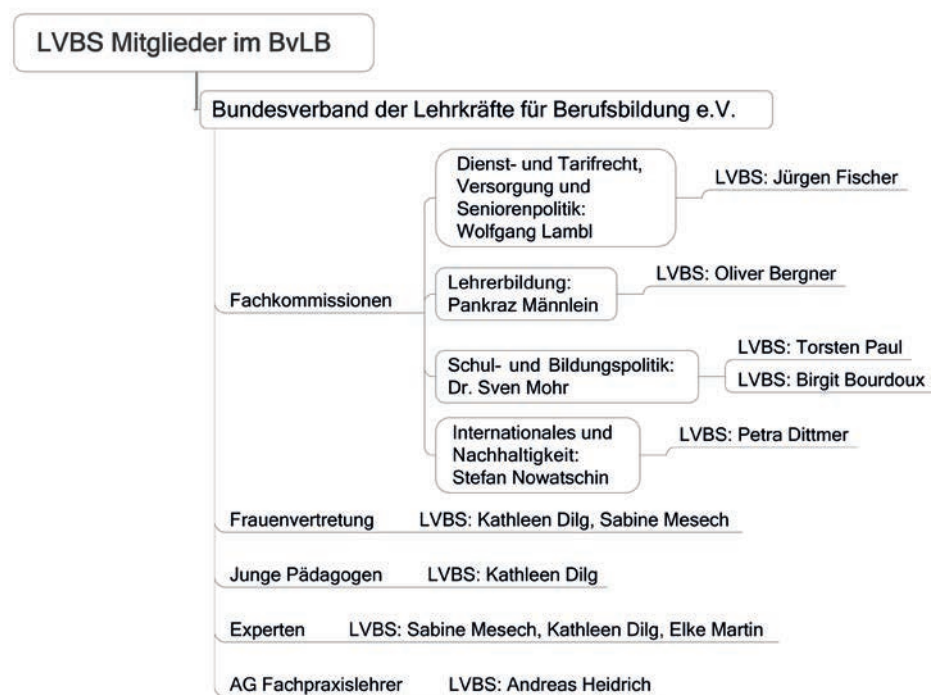 LVBS Mitglieder im BvLB
Bundesverband der Lehrkräfte für Berufsbildung e.V.
Fachkommissionen
Dienst- und Tarifrecht,
Versorgung und
Seniorenpolitik:
Wolfgang Lambl
LVBS: Jürgen Fischer
Lehrerbildung:
Pankraz Männlein
LVBS: Oliver Bergner
Schul- und Bildungspolitik:
Dr. Sven Mohr
LVBS: Torsten Paul
LVBS: Birgit Bourdoux
Internationales und
Nachhaltigkeit:
Stefan Nowatschin
LVBS: Petra Dittmer
Frauenvertretung LVBS: Kathleen Dilg, Sabine Mesech
Junge Pädagogen LVBS: Kathleen Dilg
Experten LVBS: Sabine Mesech, Kathleen Dilg, Elke Martin
AG Fachpraxislehrer LVBS: Andreas Heidrich